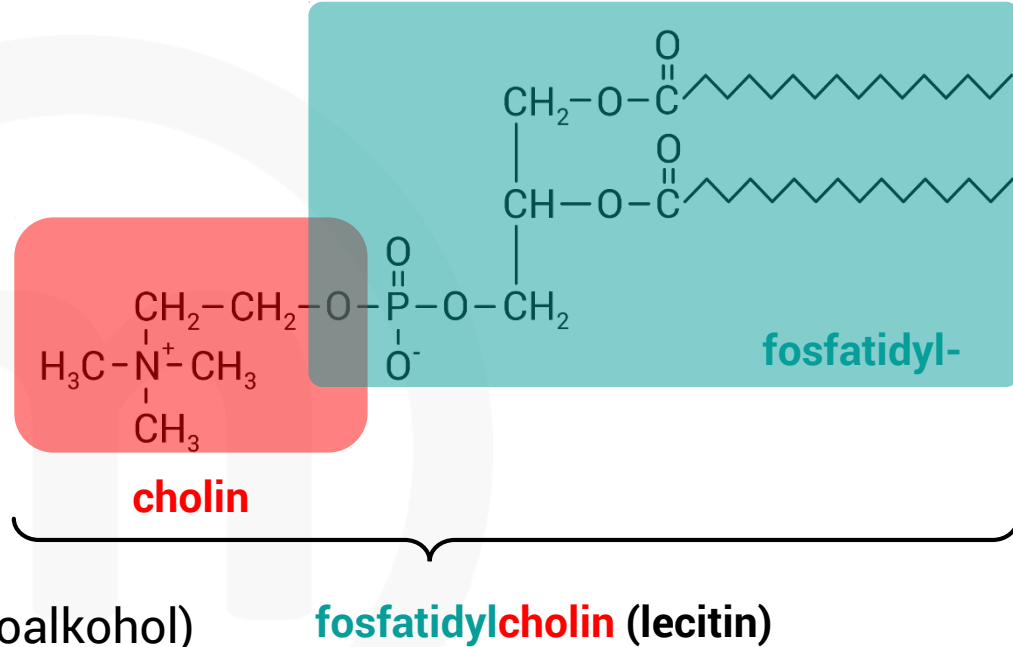 O
CH₂–O–C
O
CH–O–C
O
CH₂–CH₂–O–P–O–CH₂
fosfatidyl-
H₃C–N⁺–CH₃
O⁻
CH₃
cholin
oalkohol)
fosfatidylcholin (lecitin)